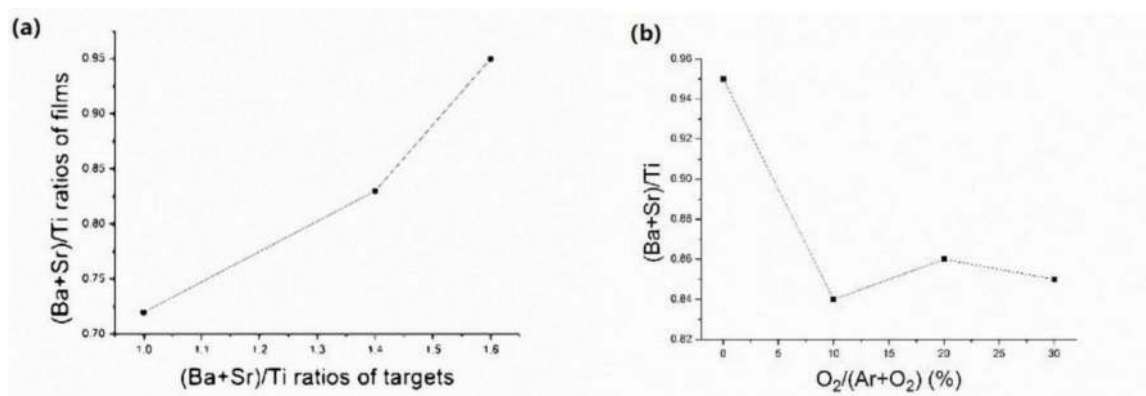 (a)
(Ba+Sr)/Ti ratios of films
0.95
0.90
0.85
0.80
0.75
0.70
1.0 1.1 1.2 1.3 1.4 1.5 1.6
(Ba+Sr)/Ti ratios of targets
(b)
(Ba+Sr)/Ti
0.96
0.94
0.92
0.90
0.88
0.86
0.84
0.82
0 5 10 15 20 25 30
O₂/(Ar+O₂) (%)